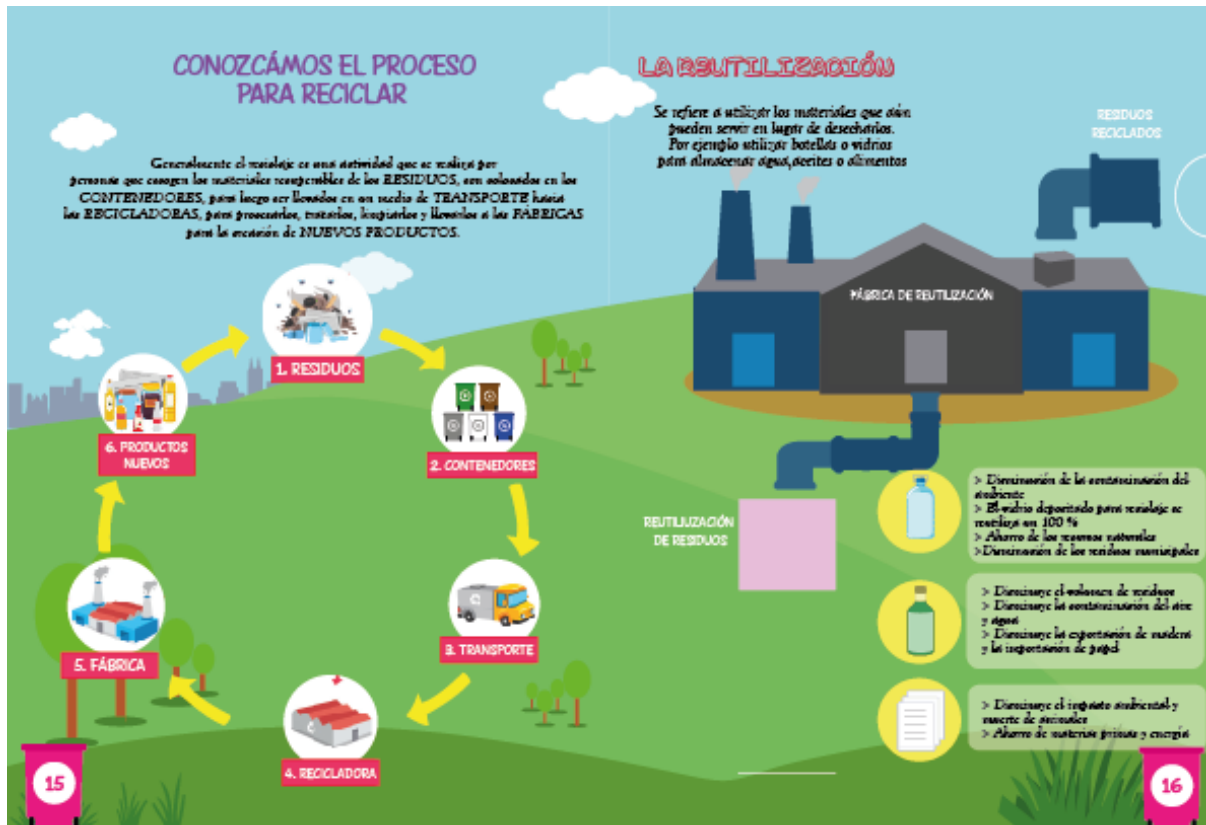 CONOZCÁMOS EL PROCESO
PARA RECICLAR
Generalmente el reciclaje es una actividad que se realiza por
personas que escogen los materiales recuperables de los RESIDUOS, son colocados en los
CONTENEDORES, para luego ser llevados en un medio de TRANSPORTE hacia
las RECICLADORAS, para procesarlos, tratarlos, limpiarlos y llevarlos a las FÁBRICAS
para la creación de NUEVOS PRODUCTOS.
1. RESIDUOS
2. CONTENEDORES
3. TRANSPORTE
4. RECICLADORA
5. FÁBRICA
6. PRODUCTOS
NUEVOS
15
LA REUTILIZACIÓN
Se refiere a utilizar los materiales que aún
pueden servir en lugar de desecharlos.
Por ejemplo utilizar botellas o vidrios
para almacenar agua,aceites o alimentos
RESIDUOS
RECICLADOS
FÁBRICA DE REUTILIZACIÓN
REUTILIUZACIÓN
DE RESIDUOS
> Disminución de la contaminación del
ambiente
> El vidrio depositado para reciclaje se
reutiliza un 100 %
> Ahorro de los recursos naturales
>Disminución de los residuos municipales
> Disminuye el volumen de residuos
> Disminuye la contaminación del aire
y agua
> Disminuye la exportación de madera
y la importación de papel
> Disminuye el impacto ambiental y
muerte de animales
> Ahorro de materias primas y energía
16